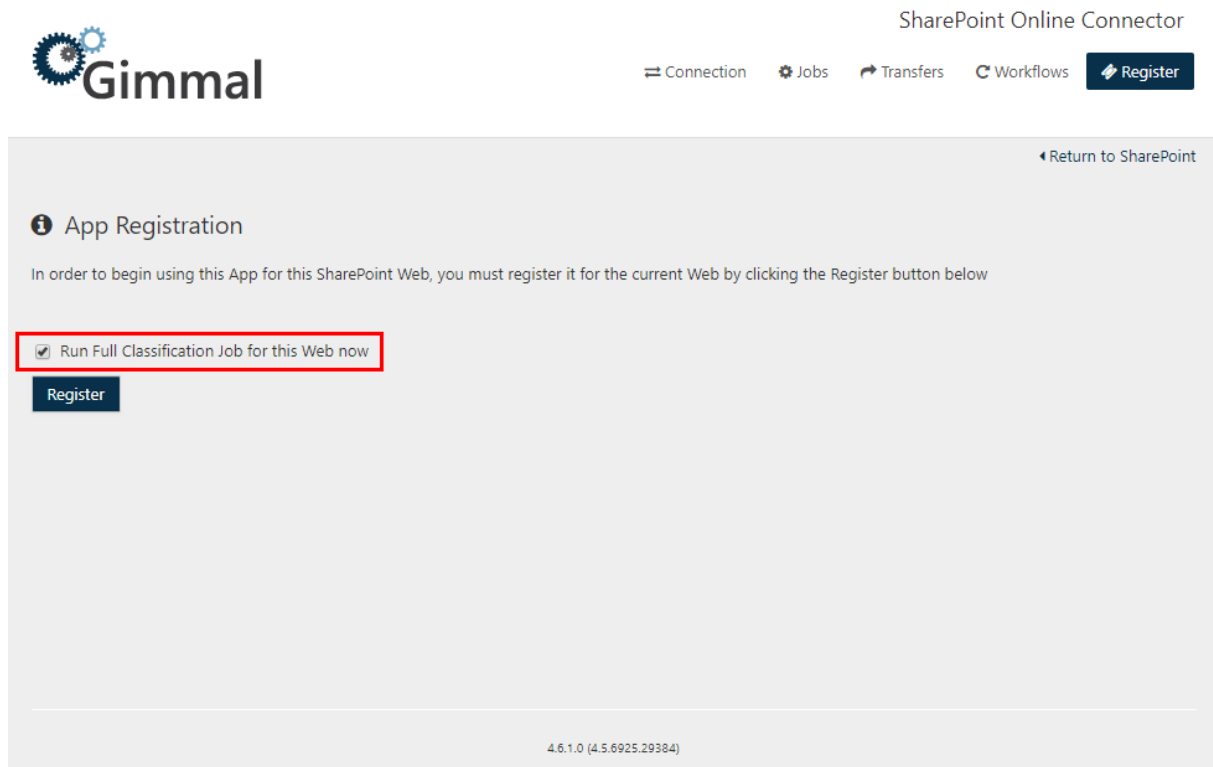 SharePoint Online Connector
Gimmal
Connection Jobs Transfers Workflows Register
Return to SharePoint
App Registration
In order to begin using this App for this SharePoint Web, you must register it for the current Web by clicking the Register button below
Run Full Classification Job for this Web now
Register
4.6.1.0 (4.5.6925.29384)